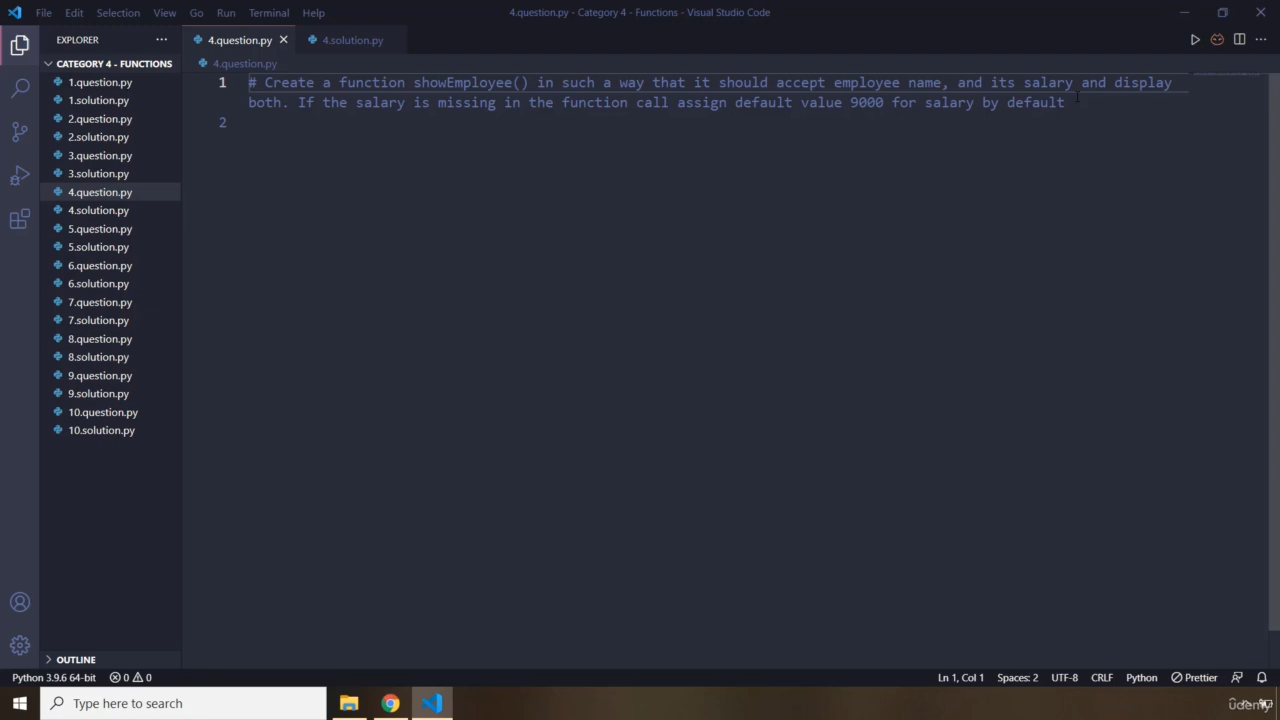 File Edit Selection View Go Run Terminal Help
4.question.py - Category 4 - Functions - Visual Studio Code
EXPLORER
4.question.py
4.solution.py
CATEGORY 4 - FUNCTIONS
4.question.py
1.question.py
1.solution.py
2.question.py
2.solution.py
3.question.py
3.solution.py
4.question.py
4.solution.py
5.question.py
5.solution.py
6.question.py
6.solution.py
7.question.py
7.solution.py
8.question.py
8.solution.py
9.question.py
9.solution.py
10.question.py
10.solution.py
1 # Create a function showEmployee() in such a way that it should accept employee name, and its salary and display
both. If the salary is missing in the function call assign default value 9000 for salary by default
2
OUTLINE
Python 3.9.6 64-bit 0 0 Ln 1, Col 1 Spaces: 2 UTF-8 CRLF Python Prettier
Type here to search
udemy